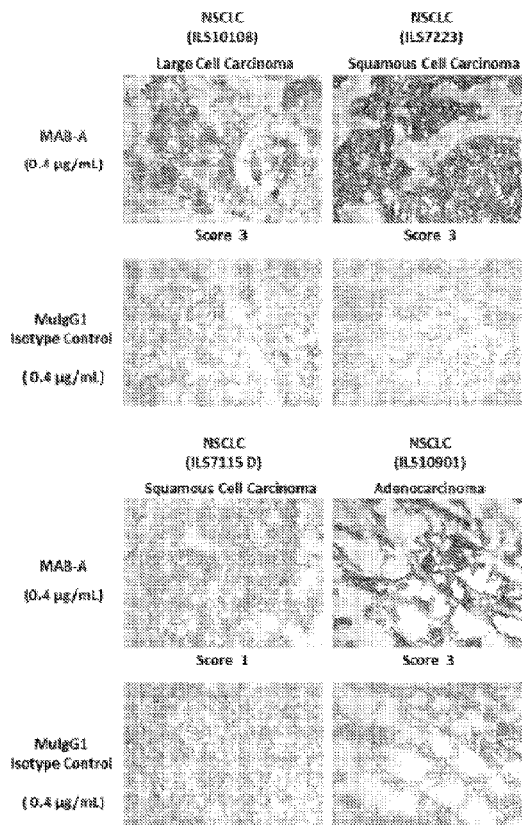 NSCLC
(ILS10108)
Large Cell Carcinoma
NSCLC
(ILS7223)
Squamous Cell Carcinoma
MAB-A
(0.4 µg/mL)
Score 3
Score 3
MuIgG1
Isotype Control
(0.4 µg/mL)
NSCLC
(ILS7115 D)
Squamous Cell Carcinoma
NSCLC
(ILS10901)
Adenocarcinoma
MAB-A
(0.4 µg/mL)
Score 1
Score 3
MuIgG1
Isotype Control
(0.4 µg/mL)